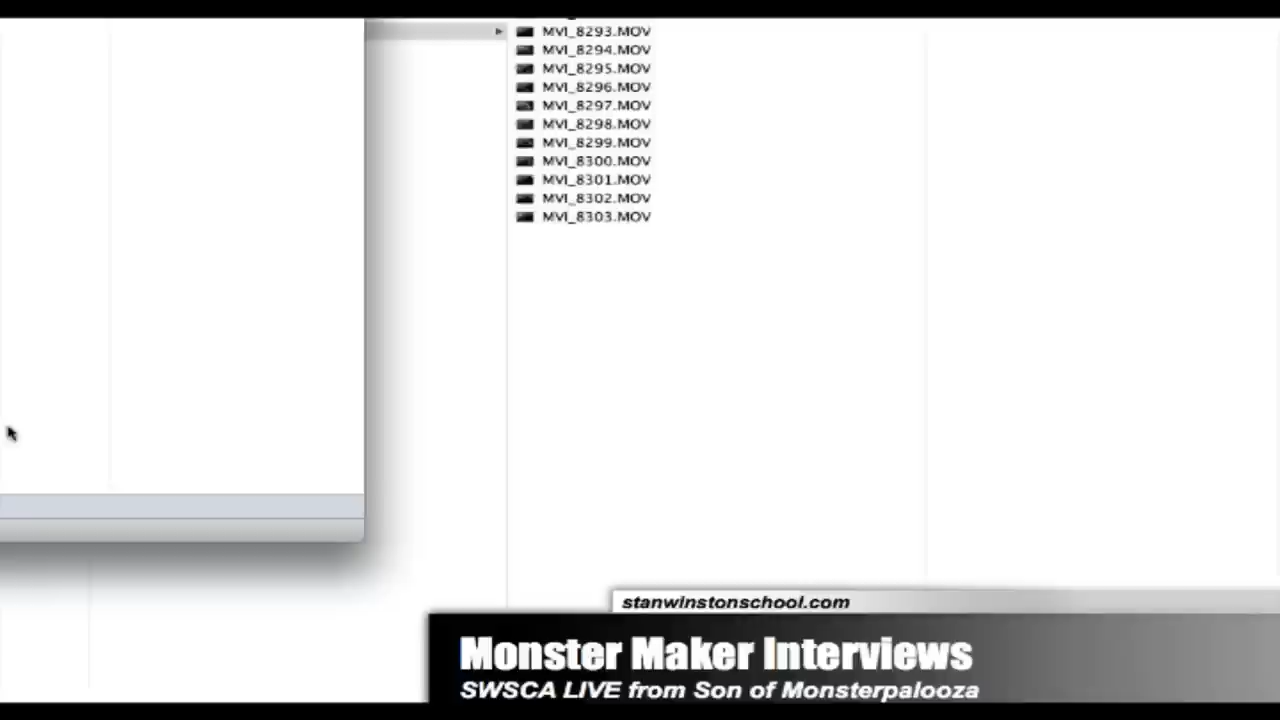 MVI_8293.MOV
MVI_8294.MOV
MVI_8295.MOV
MVI_8296.MOV
MVI_8297.MOV
MVI_8298.MOV
MVI_8299.MOV
MVI_8300.MOV
MVI_8301.MOV
MVI_8302.MOV
MVI_8303.MOV
stanwinstonschool.com
Monster Maker Interviews
SWSCA LIVE from Son of Monsterpalooza